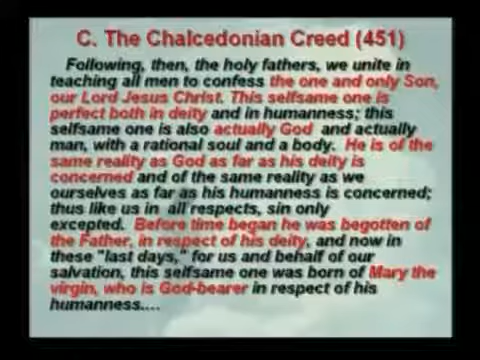 C. The Chalcedonian Creed (451)
Following, then, the holy fathers, we unite in
teaching all men to confess the one and only Son,
our Lord Jesus Christ. This selfsame one is
perfect both in deity and in humanness; this
selfsame one is also actually God and actually
man, with a rational soul and a body. He is of the
same reality as God as far as his deity is
concerned and of the same reality as we
ourselves as far as his humanness is concerned;
thus like us in all respects, sin only
excepted. Before time began he was begotten of
the Father, in respect of his deity, and now in
these "last days," for us and behalf of our
salvation, this selfsame one was born of Mary the
virgin, who is God-bearer in respect of his
humanness....